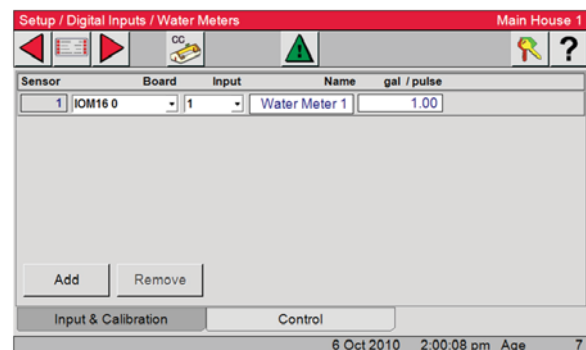 Setup / Digital Inputs / Water Meters Main House 1
CC ?
Sensor Board Input Name gal / pulse
1 IOM16 0 1 Water Meter 1 1.00
Add Remove
Input & Calibration Control
6 Oct 2010 2:00:08 pm Age 7